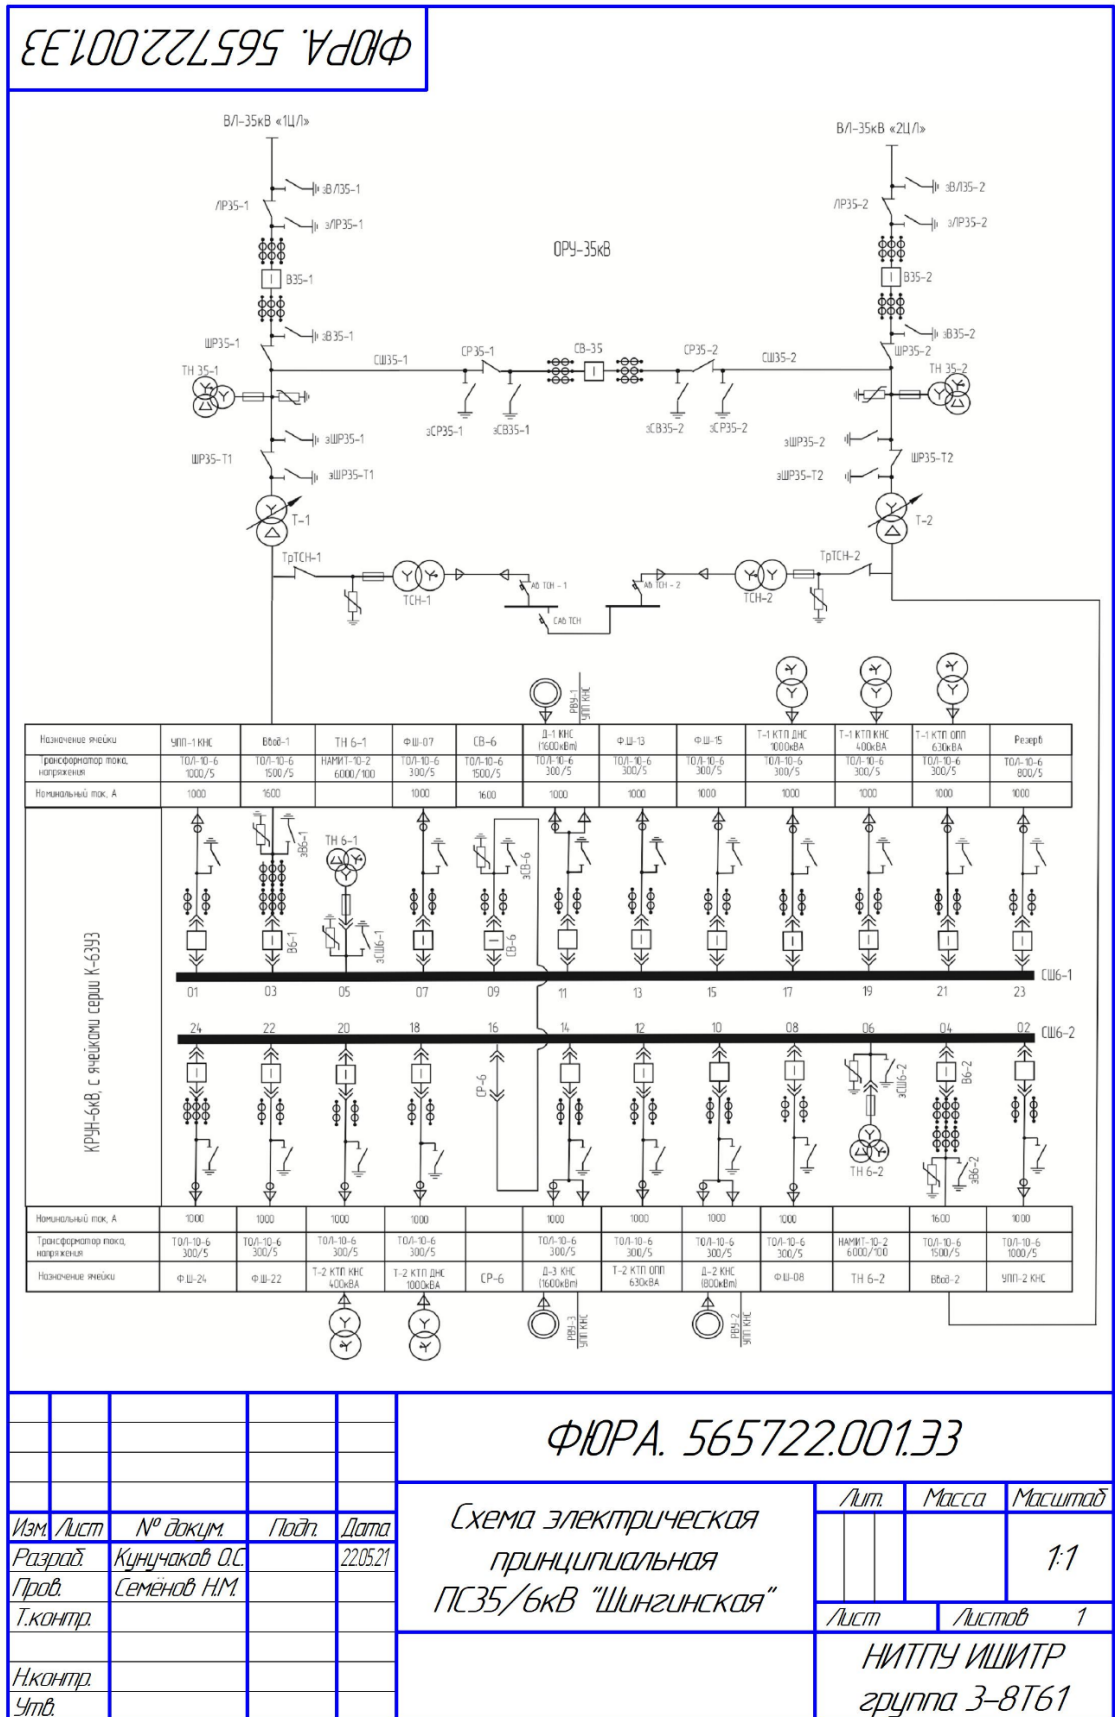 ФЮРА. 565722.001.ЭЗ
ВЛ-35кВ «1ЦЛ»
ВЛ-35кВ «2ЦЛ»
зВЛ35-1
зВЛ35-2
ЛР35-1
ЛР35-2
зЛР35-1
зЛР35-2
ОРУ-35кВ
В35-1
В35-2
зВ35-1
зВ35-2
ШР35-1
СШ35-1
СР35-1
СВ-35
СР35-2
СШ35-2
ШР35-2
ТН 35-1
ТН 35-2
зСР35-1
зСВ35-1
зСВ35-2
зСР35-2
зШР35-1
зШР35-2
ШР35-Т1
ШР35-Т2
зШР35-Т1
зШР35-Т2
Т-1
Т-2
ТрТСН-1
ТрТСН-2
ТСН-1
АВ ТСН - 1
АВ ТСН - 2
ТСН-2
САВ ТСН
РВУ-1
УПП КНС
Назначение ячейки
УПП-1 КНС
Ввод-1
ТН 6-1
Ф.Ш-07
СВ-6
Д-1 КНС
(1600кВт)
Ф.Ш-13
Ф.Ш-15
Т-1 КТП ДНС
1000кВА
Т-1 КТП КНС
400кВА
Т-1 КТП ОПП
630кВА
Резерв
Трансформатор тока,
напряжения
ТОЛ-10-6
1000/5
ТОЛ-10-6
1500/5
НАМИТ-10-2
6000/100
ТОЛ-10-6
300/5
ТОЛ-10-6
1500/5
ТОЛ-10-6
300/5
ТОЛ-10-6
300/5
ТОЛ-10-6
300/5
ТОЛ-10-6
300/5
ТОЛ-10-6
300/5
ТОЛ-10-6
300/5
ТОЛ-10-6
800/5
Номинальный ток, А
1000
1600
1000
1600
1000
1000
1000
1000
1000
1000
1000
КРУН-6кВ, с ячейками серии К-63У3
зВ6-1
ТН 6-1
зСВ-6
В6-1
зСШ6-1
СВ-6
СШ6-1
01
03
05
07
09
11
13
15
17
19
21
23
24
22
20
18
16
14
12
10
08
06
04
02
СШ6-2
СР-6
зСШ6-2
В6-2
ТН 6-2
зВ6-2
Номинальный ток, А
1000
1000
1000
1000
1000
1000
1000
1000
1600
1000
Трансформатор тока,
напряжения
ТОЛ-10-6
300/5
ТОЛ-10-6
300/5
ТОЛ-10-6
300/5
ТОЛ-10-6
300/5
ТОЛ-10-6
300/5
ТОЛ-10-6
300/5
ТОЛ-10-6
300/5
ТОЛ-10-6
300/5
НАМИТ-10-2
6000/100
ТОЛ-10-6
1500/5
ТОЛ-10-6
1000/5
Назначение ячейки
Ф.Ш-24
Ф.Ш-22
Т-2 КТП КНС
400кВА
Т-2 КТП ДНС
1000кВА
СР-6
Д-3 КНС
(1600кВт)
Т-2 КТП ОПП
630кВА
Д-2 КНС
(800кВт)
Ф.Ш-08
ТН 6-2
Ввод-2
УПП-2 КНС
РВУ-3
УПП КНС
РВУ-2
УПП КНС
ФЮРА. 565722.001.ЭЗ
Изм. Лист № докум. Подп. Дата
Разраб. Кунучаков О.С. 22.05.21
Пров. Семёнов Н.М.
Т.контр.
Н.контр.
Утв.
Схема электрическая
принципиальная
ПС35/6кВ "Шингинская"
Лит. Масса Масштаб
1:1
Лист Листов 1
НИТПУ ИШИТР
группа З-8Т61